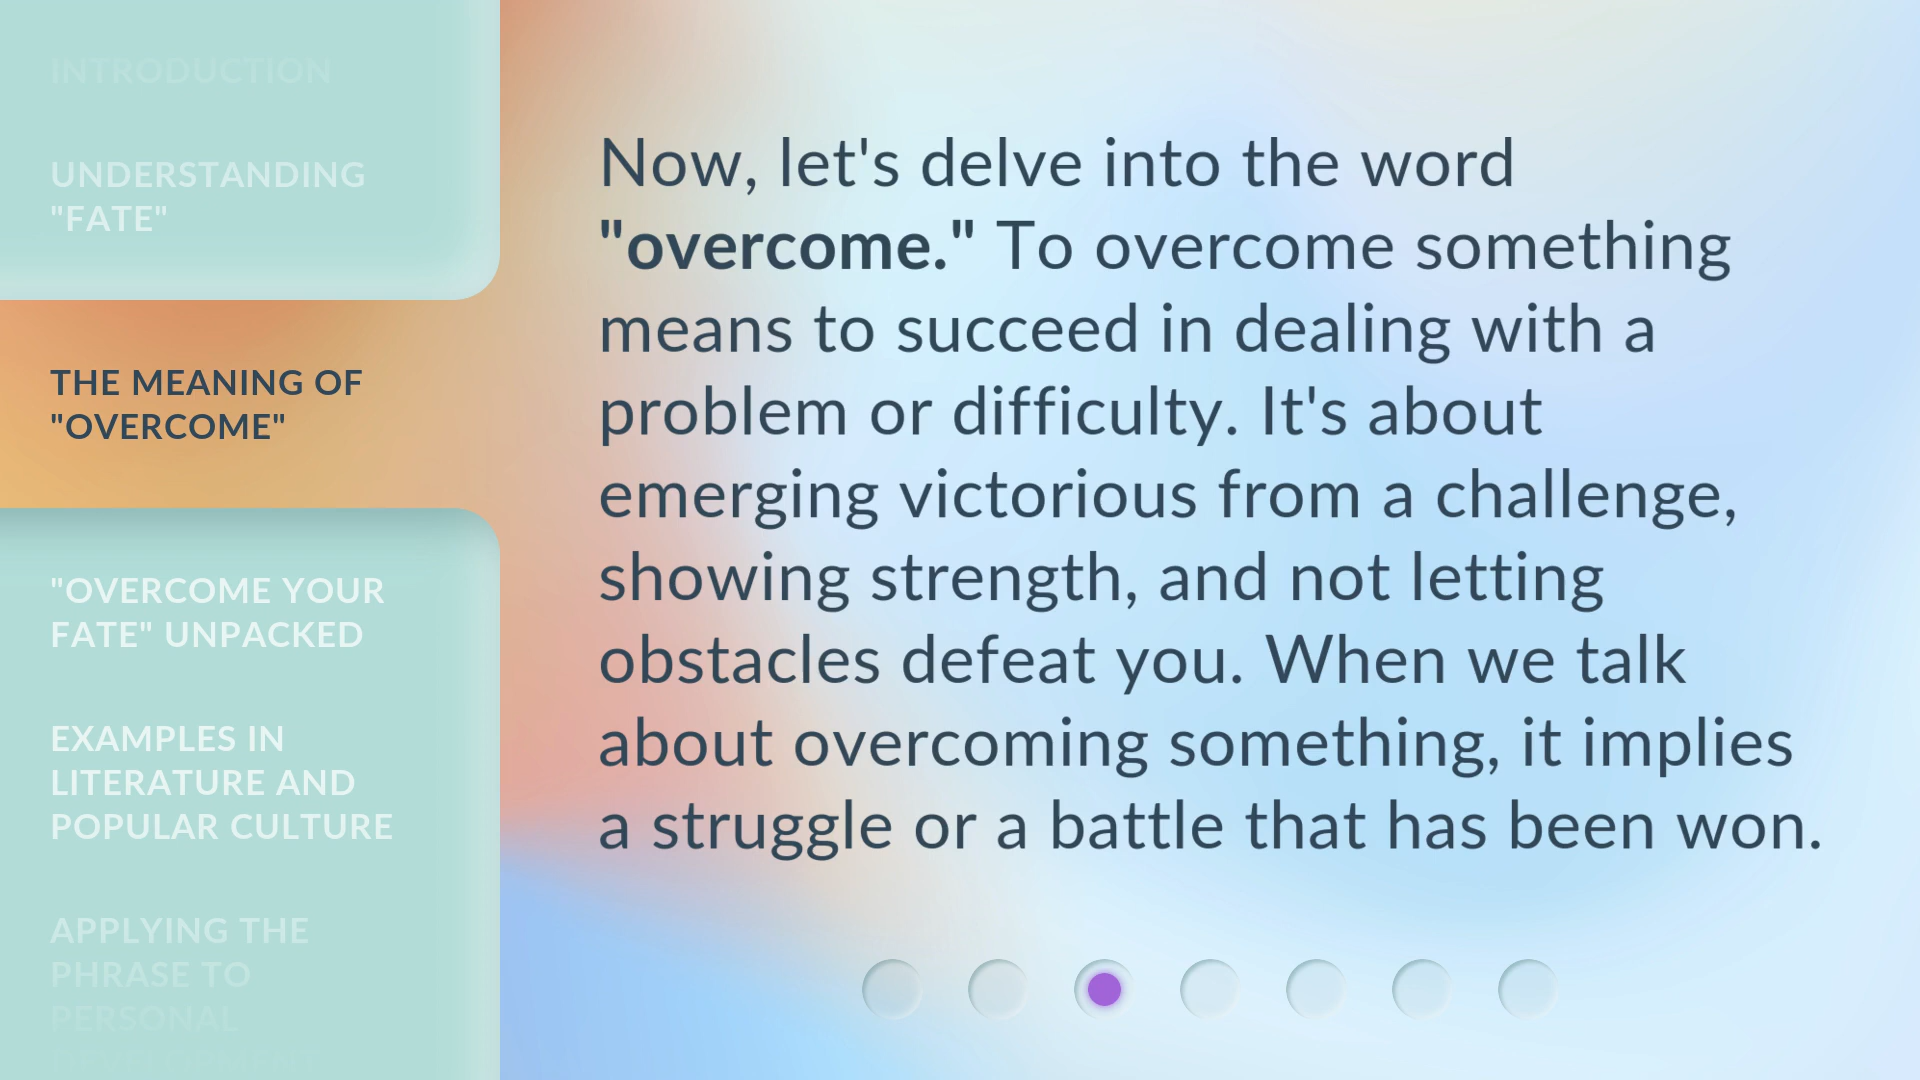 INTRODUCTION
UNDERSTANDING
"FATE"
THE MEANING OF
"OVERCOME"
"OVERCOME YOUR
FATE" UNPACKED
EXAMPLES IN
LITERATURE AND
POPULAR CULTURE
APPLYING THE
PHRASE TO
PERSONAL
DEVELOPMENT
Now, let's delve into the word
"overcome." To overcome something
means to succeed in dealing with a
problem or difficulty. It's about
emerging victorious from a challenge,
showing strength, and not letting
obstacles defeat you. When we talk
about overcoming something, it implies
a struggle or a battle that has been won.